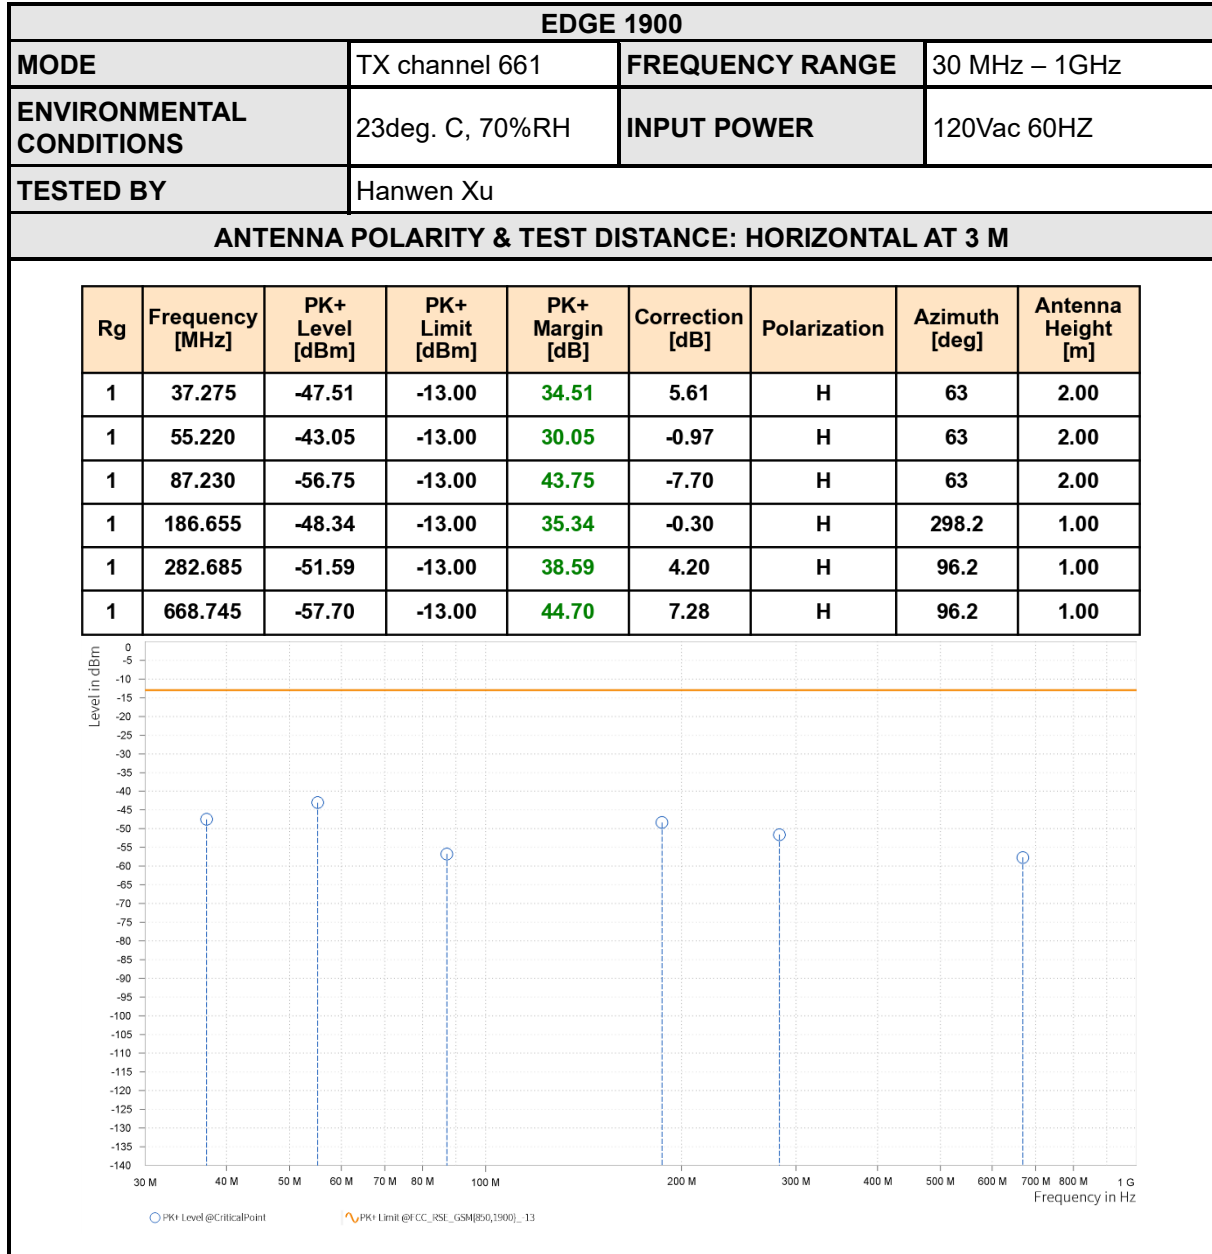 EDGE 1900
MODE TX channel 661 FREQUENCY RANGE 30 MHz – 1GHz
ENVIRONMENTAL CONDITIONS 23deg. C, 70%RH INPUT POWER 120Vac 60HZ
TESTED BY Hanwen Xu
ANTENNA POLARITY & TEST DISTANCE: HORIZONTAL AT 3 M
Rg Frequency [MHz] PK+ Level [dBm] PK+ Limit [dBm] PK+ Margin [dB] Correction [dB] Polarization Azimuth [deg] Antenna Height [m]
1 37.275 -47.51 -13.00 34.51 5.61 H 63 2.00
1 55.220 -43.05 -13.00 30.05 -0.97 H 63 2.00
1 87.230 -56.75 -13.00 43.75 -7.70 H 63 2.00
1 186.655 -48.34 -13.00 35.34 -0.30 H 298.2 1.00
1 282.685 -51.59 -13.00 38.59 4.20 H 96.2 1.00
1 668.745 -57.70 -13.00 44.70 7.28 H 96.2 1.00
Level in dBm
0
-5
-10
-15
-20
-25
-30
-35
-40
-45
-50
-55
-60
-65
-70
-75
-80
-85
-90
-95
-100
-105
-110
-115
-120
-125
-130
-135
-140
30 M 40 M 50 M 60 M 70 M 80 M 100 M 200 M 300 M 400 M 500 M 600 M 700 M 800 M 1 G
Frequency in Hz
PK+ Level @CriticalPoint PK+ Limit @FCC_RSE_GSM(850,1900)_-13